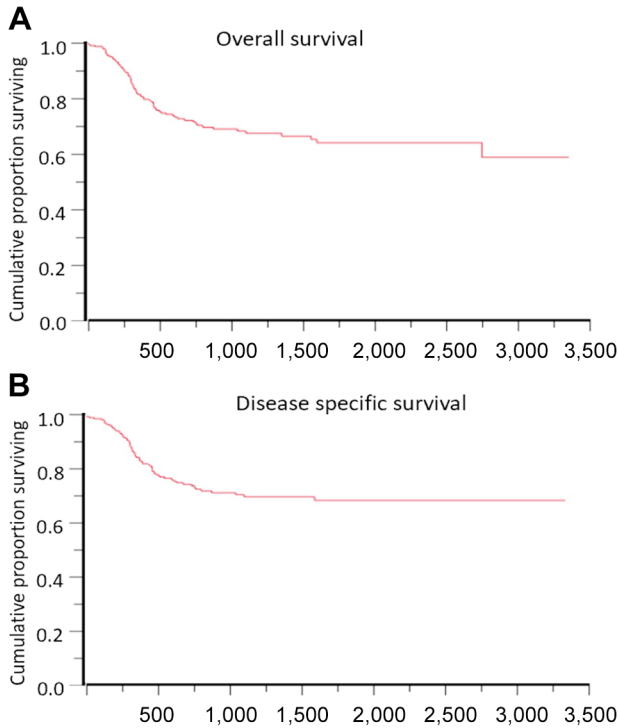 A
Overall survival
Cumulative proportion surviving
1.0
0.8
0.6
0.4
0.2
0.0
500 1,000 1,500 2,000 2,500 3,000 3,500
B
Disease specific survival
Cumulative proportion surviving
1.0
0.8
0.6
0.4
0.2
0.0
500 1,000 1,500 2,000 2,500 3,000 3,500